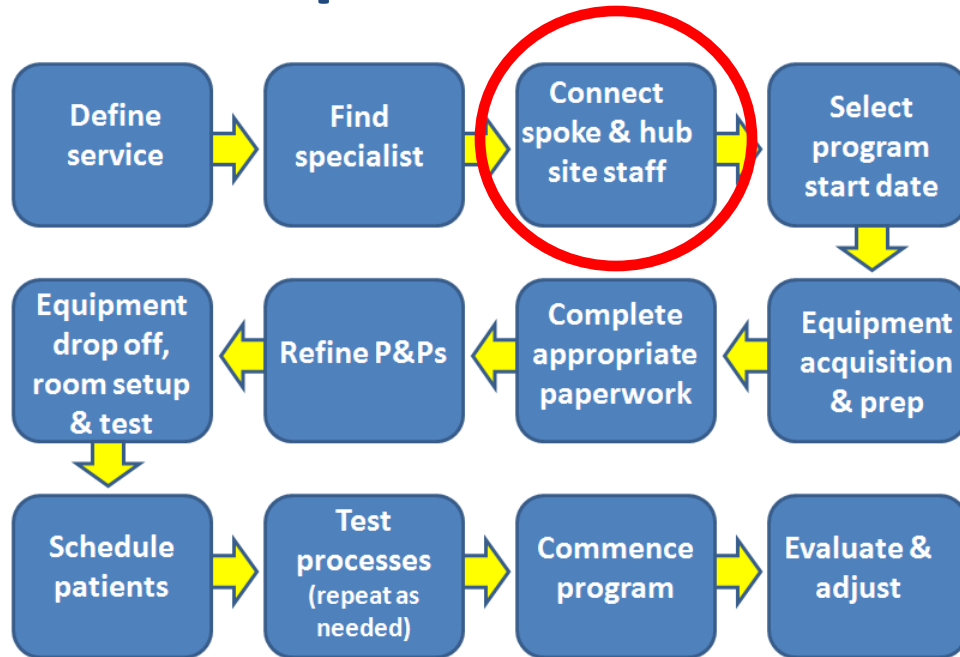 Define
service
Find
specialist
Connect
spoke & hub
site staff
Select
program
start date
Equipment
drop off,
room setup
& test
Refine P&Ps
Complete
appropriate
paperwork
Equipment
acquisition
& prep
Schedule
patients
Test
processes
(repeat as
needed)
Commence
program
Evaluate &
adjust